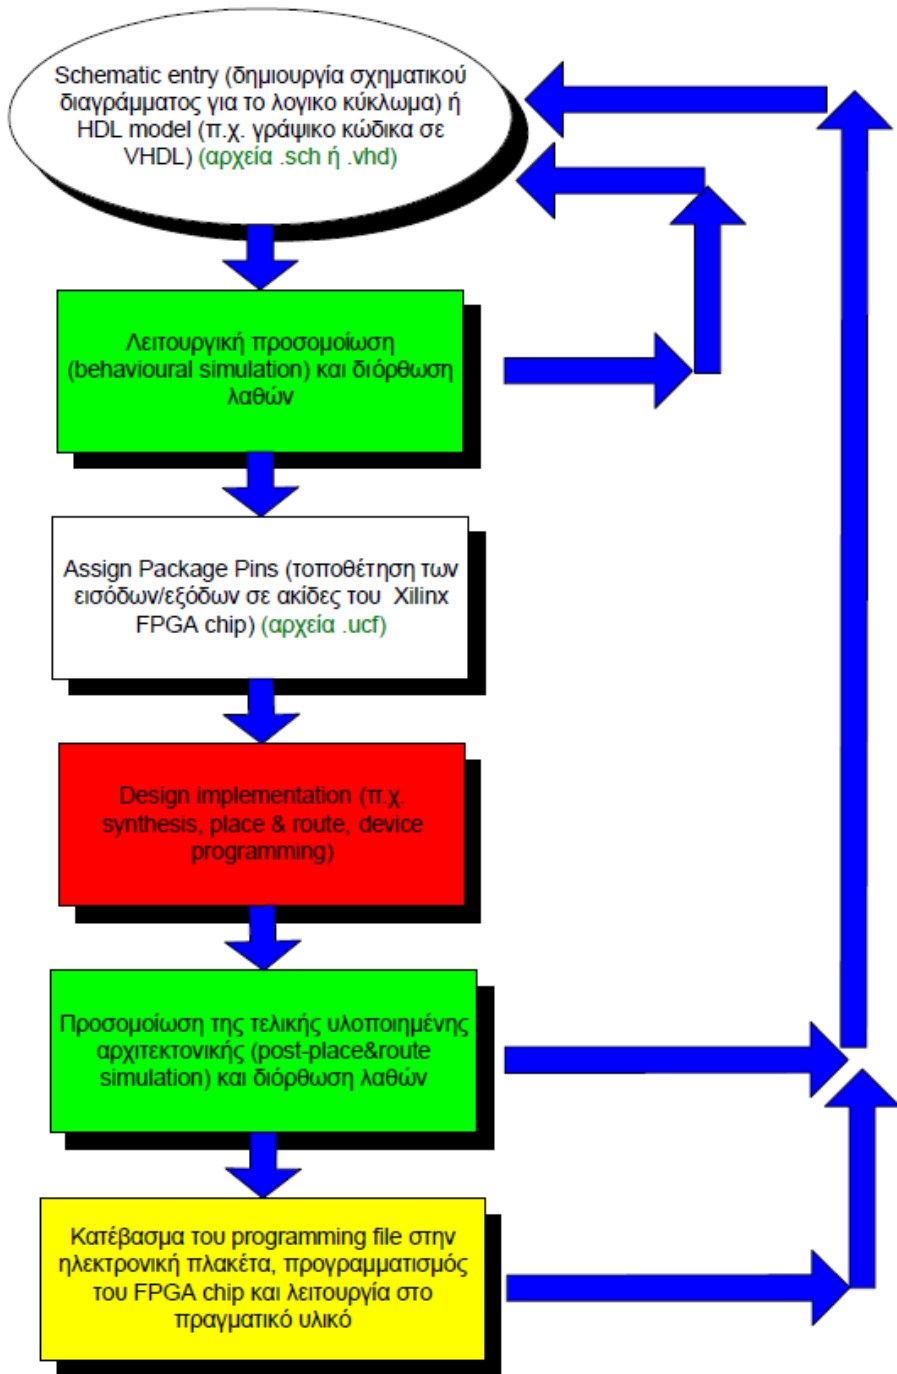 Schematic entry (δημιουργία σχηματικού
διαγράμματος για το λογικο κύκλωμα) ή
HDL model (π.χ. γράψικο κώδικα σε
VHDL) (αρχεία .sch ή .vhd)
Λειτουργική προσομοίωση
(behavioural simulation) και διόρθωση
λαθών
Assign Package Pins (τοποθέτηση των
εισόδων/εξόδων σε ακίδες του Xilinx
FPGA chip) (αρχεία .ucf)
Design implementation (π.χ.
synthesis, place & route, device
programming)
Προσομοίωση της τελικής υλοποιημένης
αρχιτεκτονικής (post-place&route
simulation) και διόρθωση λαθών
Κατέβασμα του programming file στην
ηλεκτρονική πλακέτα, προγραμματισμός
του FPGA chip και λειτουργία στο
πραγματικό υλικό